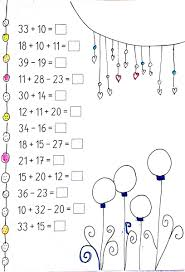 33 + 10 = □
18 + 10 + 11 = □
39 - 19 = □
11 + 28 - 23 = □
30 + 14 = □
12 + 11 + 20 = □
34 - 16 = □
18 + 15 - 28 = □
21 + 17 = □
15 + 20 + 12 = □
36 - 23 = □
10 + 32 - 20 = □
33 + 15 = □